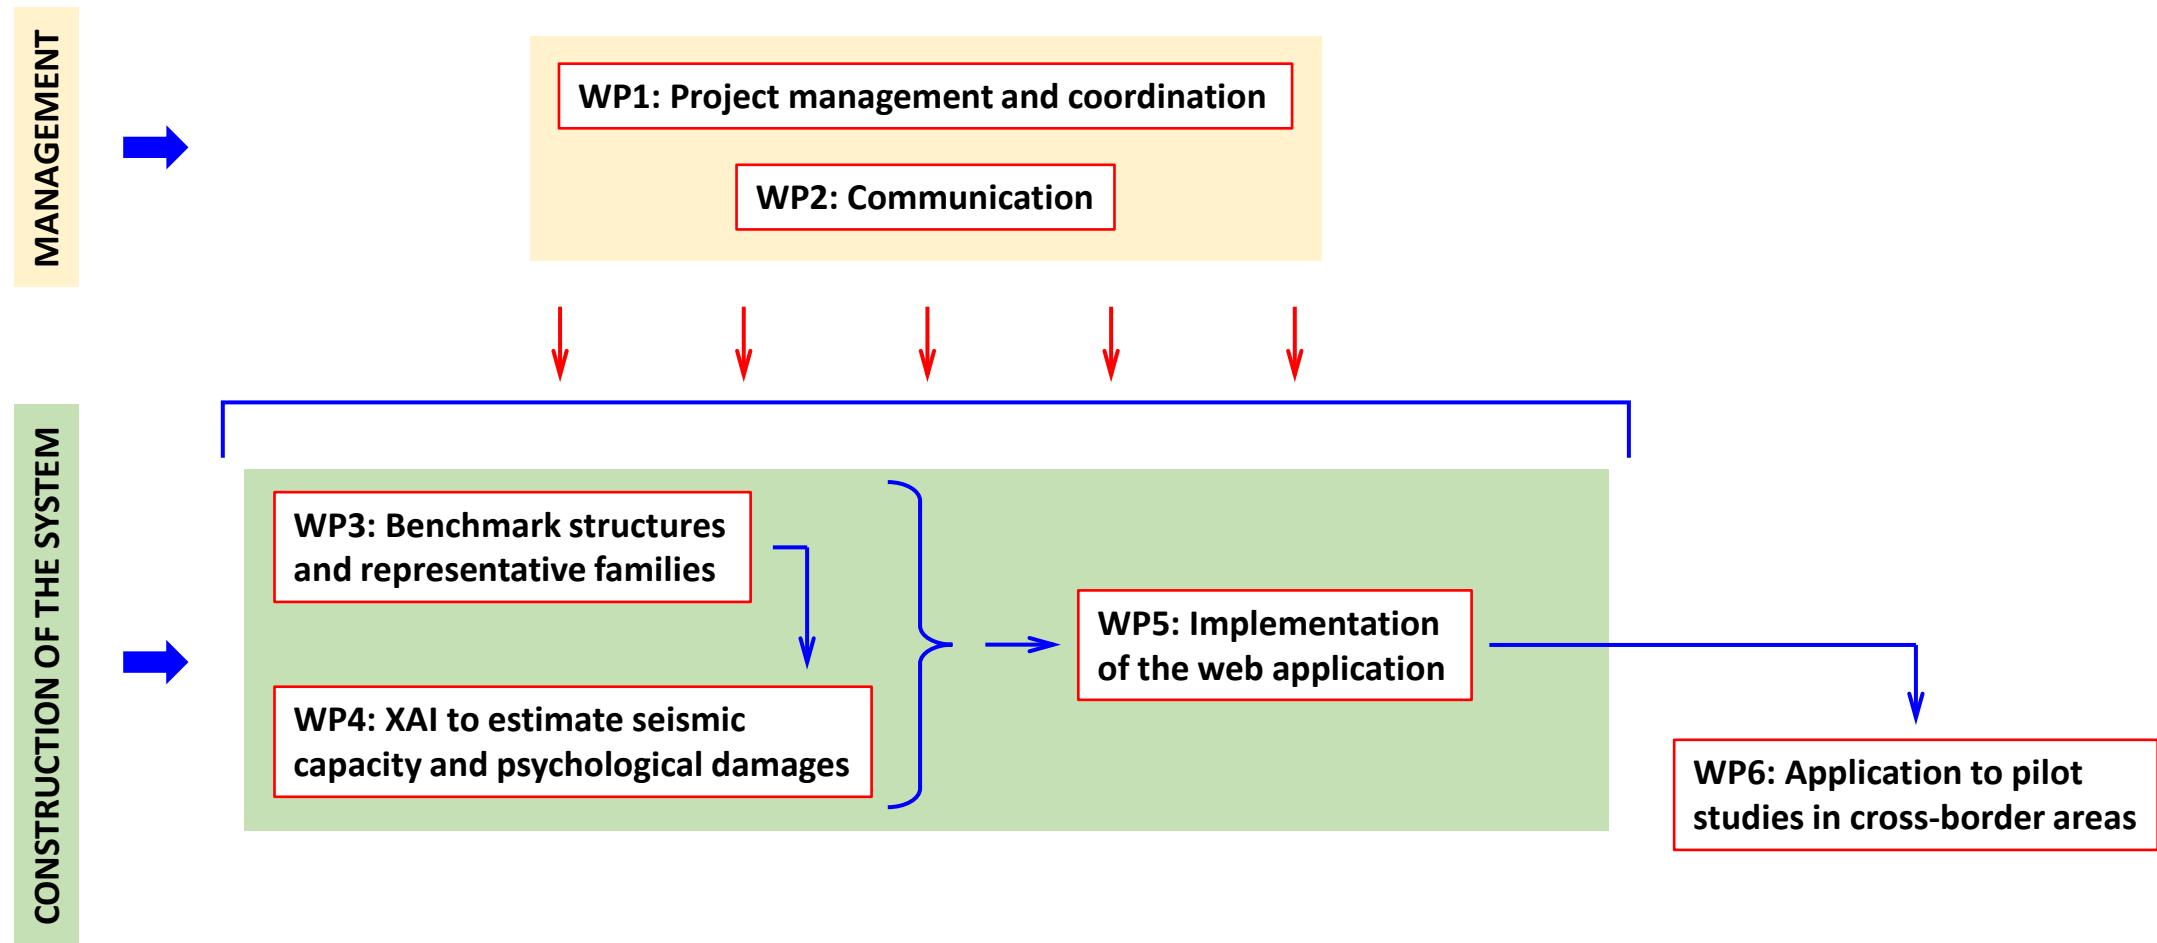 MANAGEMENT
WP1: Project management and coordination
WP2: Communication
CONSTRUCTION OF THE SYSTEM
WP3: Benchmark structures
and representative families
WP4: XAI to estimate seismic
capacity and psychological damages
WP5: Implementation
of the web application
WP6: Application to pilot
studies in cross-border areas